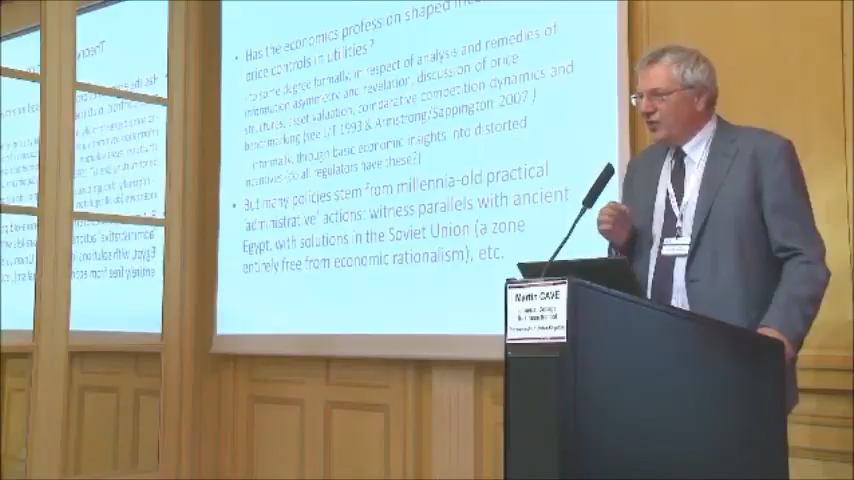 • Has the economics profession shaped
price controls in utilities?
to some degree formally, in respect of analysis and remedies of
information asymmetry and revelation, discussion of price
structures, asset valuation, comparative competition dynamics and
benchmarking (see L/T 1993 & Armstrong/Sappington 2007 )
informally, through basic economic insights into distorted
incentives (do all regulators have these?)
• But many policies stem from millennia-old practical
'administrative' actions: witness parallels with ancient
Egypt, with solutions in the Soviet Union (a zone
entirely free from economic rationalism), etc.
Martin CAVE